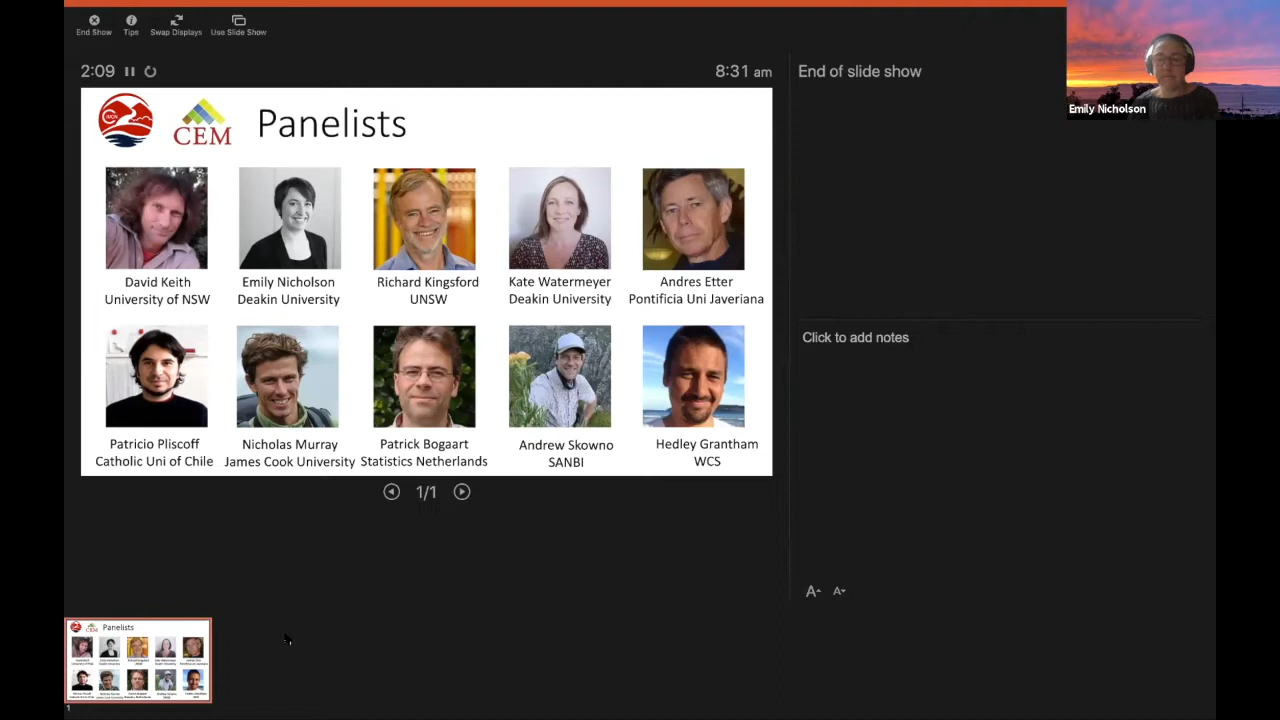 End Show
Tips
Swap Displays
Use Slide Show
2:09
8:31 am
End of slide show
Emily Nicholson
IUCN
CEM
Panelists
David Keith
University of NSW
Emily Nicholson
Deakin University
Richard Kingsford
UNSW
Kate Watermeyer
Deakin University
Andres Etter
Pontificia Uni Javeriana
Patricio Pliscoff
Catholic Uni of Chile
Nicholas Murray
James Cook University
Patrick Bogaart
Statistics Netherlands
Andrew Skowno
SANBI
Hedley Grantham
WCS
1/1
Click to add notes
A A
Panelists
1